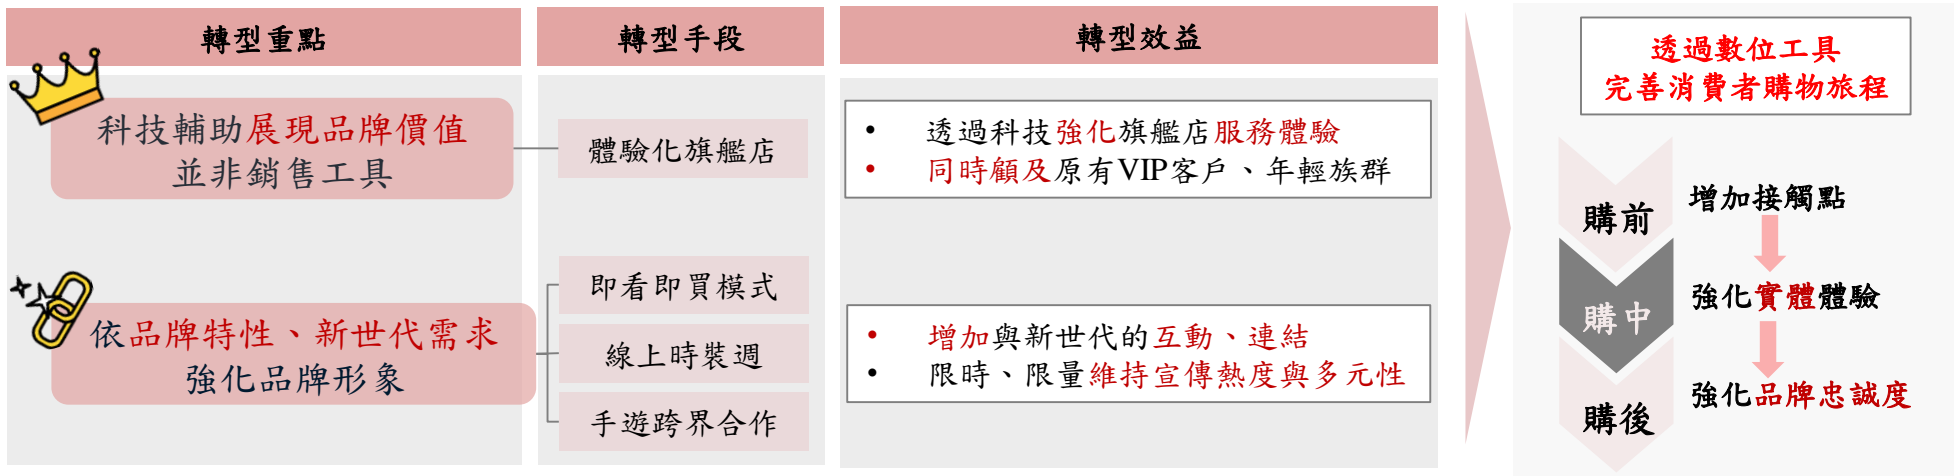 轉型重點
轉型手段
轉型效益
科技輔助展現品牌價值
並非銷售工具
體驗化旗艦店
• 透過科技強化旗艦店服務體驗
• 同時顧及原有VIP客戶、年輕族群
依品牌特性、新世代需求
強化品牌形象
即看即買模式
線上時裝週
手遊跨界合作
• 增加與新世代的互動、連結
• 限時、限量維持宣傳熱度與多元性
透過數位工具
完善消費者購物旅程
購前
增加接觸點
購中
強化實體體驗
購後
強化品牌忠誠度